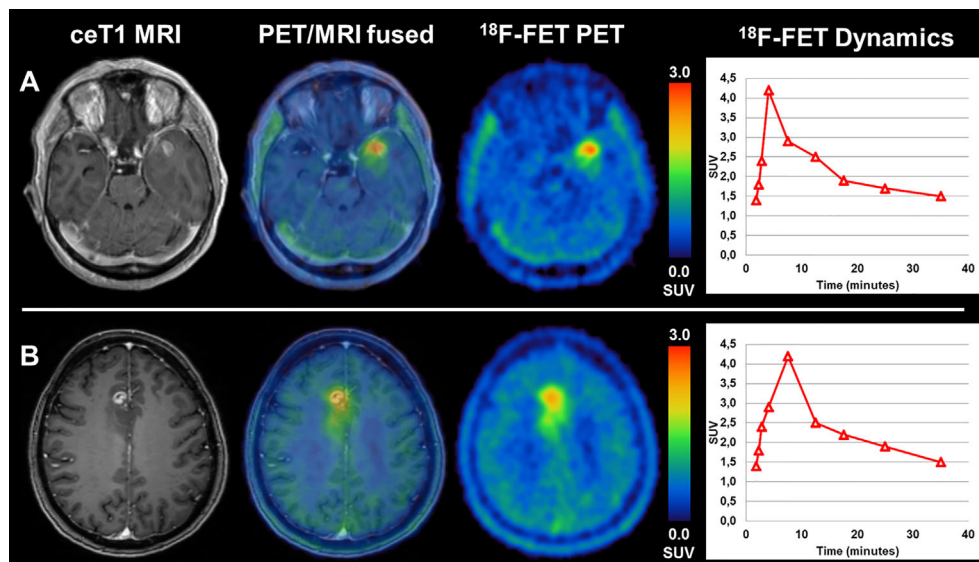 ceT1 MRI PET/MRI fused ¹⁸F-FET PET ¹⁸F-FET Dynamics
A
3.0
0.0
SUV
4,5
4,0
3,5
3,0
2,5
2,0
1,5
1,0
0,5
0,0
SUV
0 10 20 30 40
Time (minutes)
B
3.0
0.0
SUV
4,5
4,0
3,5
3,0
2,5
2,0
1,5
1,0
0,5
0,0
SUV
0 10 20 30 40
Time (minutes)